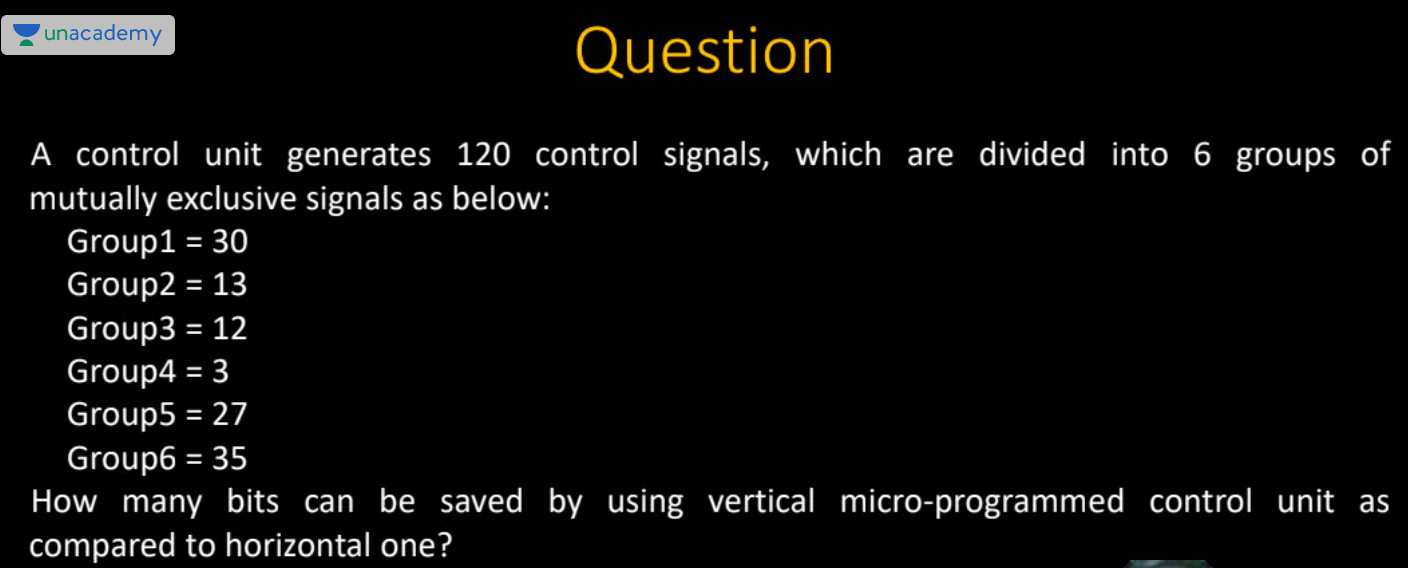 unacademy
Question
A control unit generates 120 control signals, which are divided into 6 groups of
mutually exclusive signals as below:
Group1 = 30
Group2 = 13
Group3 = 12
Group4 = 3
Group5 = 27
Group6 = 35
How many bits can be saved by using vertical micro-programmed control unit as
compared to horizontal one?